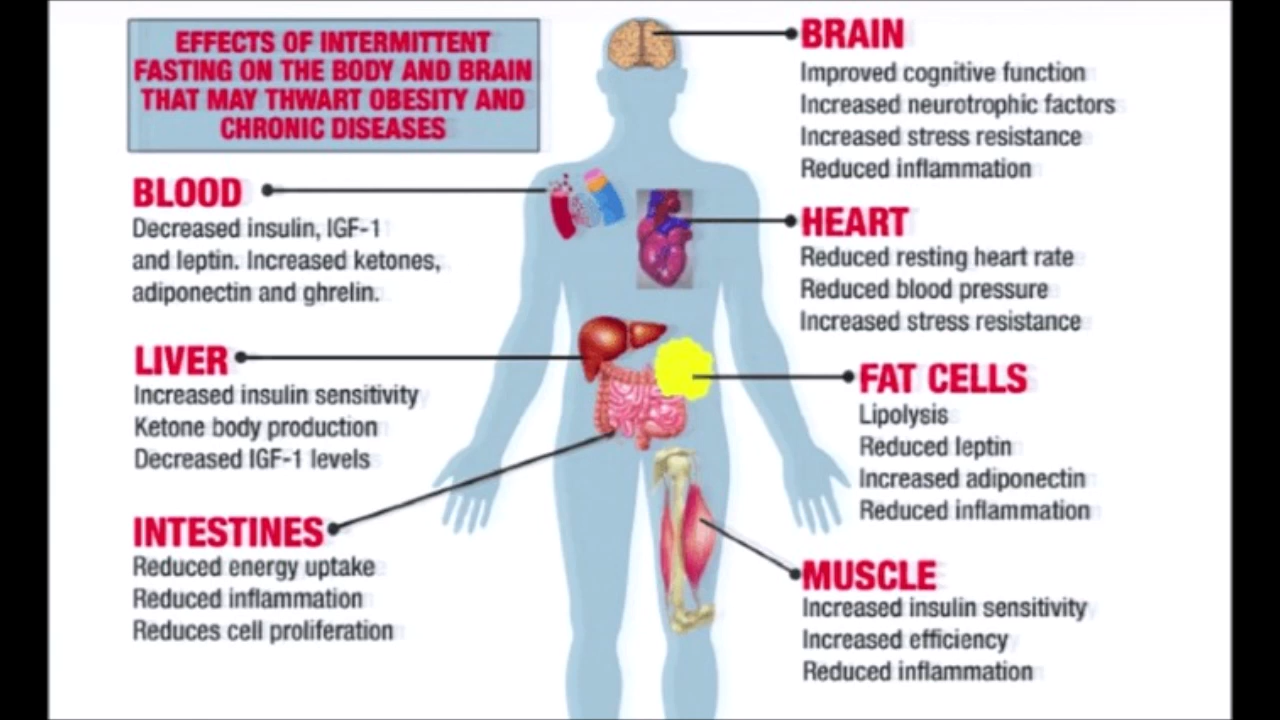 EFFECTS OF INTERMITTENT
FASTING ON THE BODY AND BRAIN
THAT MAY THWART OBESITY AND
CHRONIC DISEASES
BLOOD
Decreased insulin, IGF-1
and leptin. Increased ketones,
adiponectin and ghrelin.
LIVER
Increased insulin sensitivity
Ketone body production
Decreased IGF-1 levels
INTESTINES
Reduced energy uptake
Reduced inflammation
Reduces cell proliferation
BRAIN
Improved cognitive function
Increased neurotrophic factors
Increased stress resistance
Reduced inflammation
HEART
Reduced resting heart rate
Reduced blood pressure
Increased stress resistance
FAT CELLS
Lipolysis
Reduced leptin
Increased adiponectin
Reduced inflammation
MUSCLE
Increased insulin sensitivity
Increased efficiency
Reduced inflammation